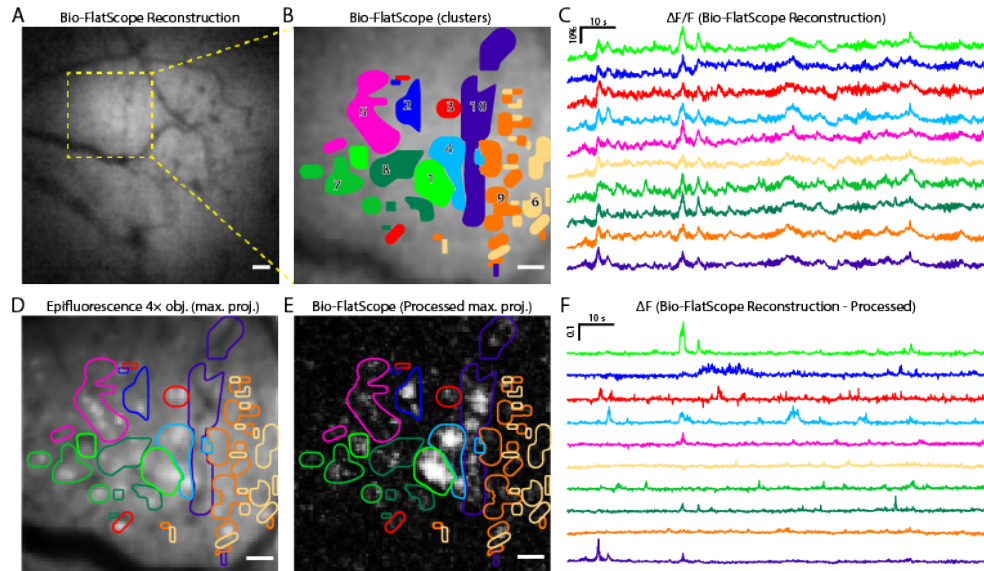 A Bio-FlatScope Reconstruction
B Bio-FlatScope (clusters)
5
2
3
10
4
8
7
1
9
6
C ΔF/F (Bio-FlatScope Reconstruction)
10 s
10%
D Epifluorescence 4× obj. (max. proj.)
E Bio-FlatScope (Processed max. proj.)
F ΔF (Bio-FlatScope Reconstruction - Processed)
10 s
0.1